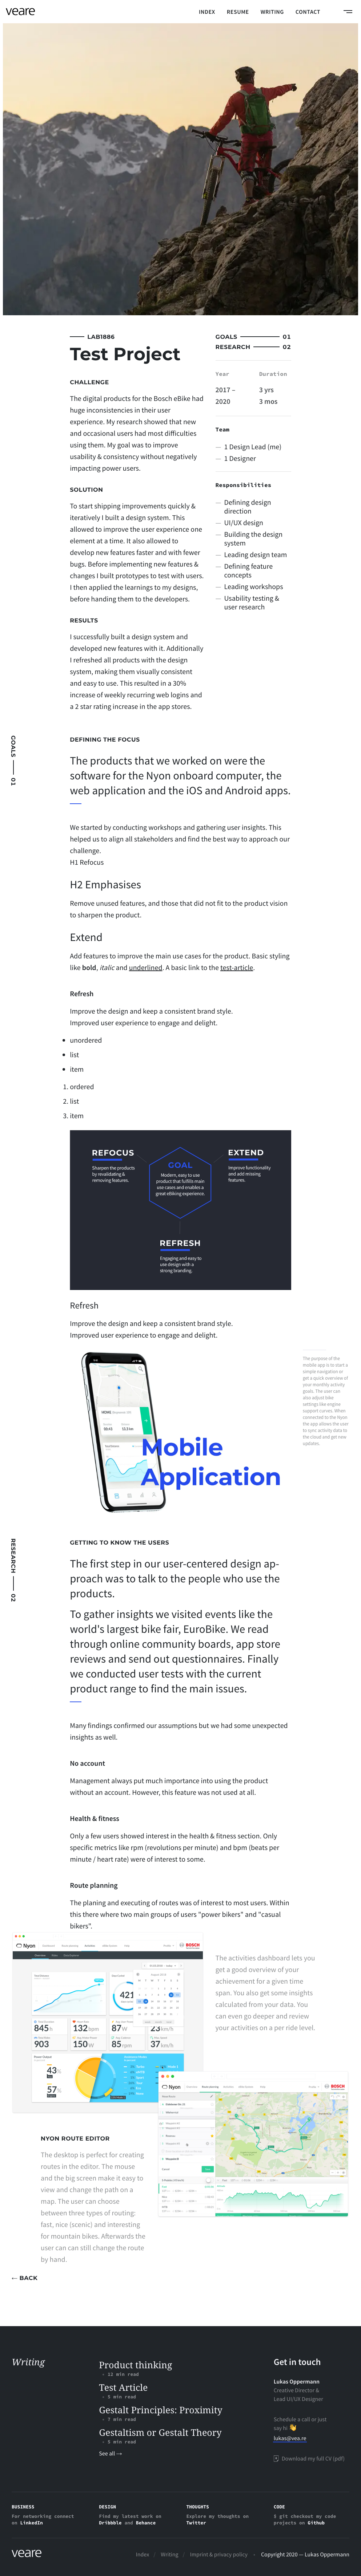 veare
INDEX RESUME WRITING CONTACT
LAB1886
Test Project
GOALS 01
RESEARCH 02
CHALLENGE
The digital products for the Bosch eBike had
huge inconsistencies in their user
experience. My research showed that new
and occasional users had most difficulties
using them. My goal was to improve
usability & consistency without negatively
impacting power users.
SOLUTION
To start shipping improvements quickly &
iteratively I built a design system. This
allowed to improve the user experience one
element at a time. It also allowed to
develop new features faster and with fewer
bugs. Before implementing new features &
changes I built prototypes to test with users.
I then applied the learnings to my designs,
before handing them to the developers.
RESULTS
I successfully built a design system and
developed new features with it. Additionally
I refreshed all products with the design
system, making them visually consistent
and easy to use. This resulted in a 30%
increase of weekly recurring web logins and
a 2 star rating increase in the app stores.
Year Duration
2017 – 3 yrs
2020 3 mos
Team
— 1 Design Lead (me)
— 1 Designer
Responsibilities
— Defining design
direction
— UI/UX design
— Building the design
system
— Leading design team
— Defining feature
concepts
— Leading workshops
— Usability testing &
user research
GOALS 01
DEFINING THE FOCUS
The products that we worked on were the
software for the Nyon onboard computer, the
web application and the iOS and Android apps.
We started by conducting workshops and gathering user insights. This
helped us to align all stakeholders and find the best way to approach our
challenge.
H1 Refocus
H2 Emphasises
Remove unused features, and those that did not fit to the product vision
to sharpen the product.
Extend
Add features to improve the main use cases for the product. Basic styling
like bold, italic and underlined. A basic link to the test-article.
Refresh
Improve the design and keep a consistent brand style.
Improved user experience to engage and delight.
• unordered
• list
• item
1. ordered
2. list
3. item
REFOCUS
Sharpen the products
by revalidating &
removing features.
GOAL
Modern, easy to use
product that fulfills main
use cases and enables a
great eBiking experience.
EXTEND
Improve functionality
and add missing
features.
REFRESH
Engaging and easy to
use design with a
strong branding.
Refresh
Improve the design and keep a consistent brand style.
Improved user experience to engage and delight.
Mobile
Application
The purpose of the
mobile app is to start a
simple navigation or
get a quick overview of
your monthly activity
goals. The user can
also adjust bike
settings like engine
support curves. When
connected to the Nyon
the app allows the user
to sync activity data to
the cloud and get new
updates.
RESEARCH 02
GETTING TO KNOW THE USERS
The first step in our user-centered design ap-
proach was to talk to the people who use the
products.
To gather insights we visited events like the
world's largest bike fair, EuroBike. We read
through online community boards, app store
reviews and send out questionnaires. Finally
we conducted user tests with the current
product range to find the main issues.
Many findings confirmed our assumptions but we had some unexpected
insights as well.
No account
Management always put much importance into using the product
without an account. However, this feature was not used at all.
Health & fitness
Only a few users showed interest in the health & fitness section. Only
specific metrics like rpm (revolutions per minute) and bpm (beats per
minute / heart rate) were of interest to some.
Route planning
The planing and executing of routes was of interest to most users. Within
this there where two main groups of users "power bikers" and "casual
bikers".
Nyon
BOSCH
421
845h 132bpm 87W 23km/h
903 150W 85rpm 37km/h
43%
57%
The activities dashboard lets you
get a good overview of your
achievement for a given time
span. You also get some insights
calculated from your data. You
can even go deeper and review
your activities on a per ride level.
Nyon
BOSCH
NYON ROUTE EDITOR
The desktop is perfect for creating
routes in the editor. The mouse
and the big screen make it easy to
view and change the path on a
map. The user can choose
between three types of routing:
fast, nice (scenic) and interesting
for mountain bikes. Afterwards the
user can can still change the route
by hand.
← BACK
Writing
Product thinking
- 12 min read
Test Article
- 5 min read
Gestalt Principles: Proximity
- 7 min read
Gestaltism or Gestalt Theory
- 5 min read
See all →
Get in touch
Lukas Oppermann
Creative Director &
Lead UI/UX Designer
Schedule a call or just
say hi 👋
lukas@vea.re
Download my full CV (pdf)
BUSINESS
For networking connect
on LinkedIn
DESIGN
Find my latest work on
Dribbble and Behance
THOUGHTS
Explore my thoughts on
Twitter
CODE
$ git checkout my code
projects on Github
veare
Index / Writing / Imprint & privacy policy – Copyright 2020 — Lukas Oppermann